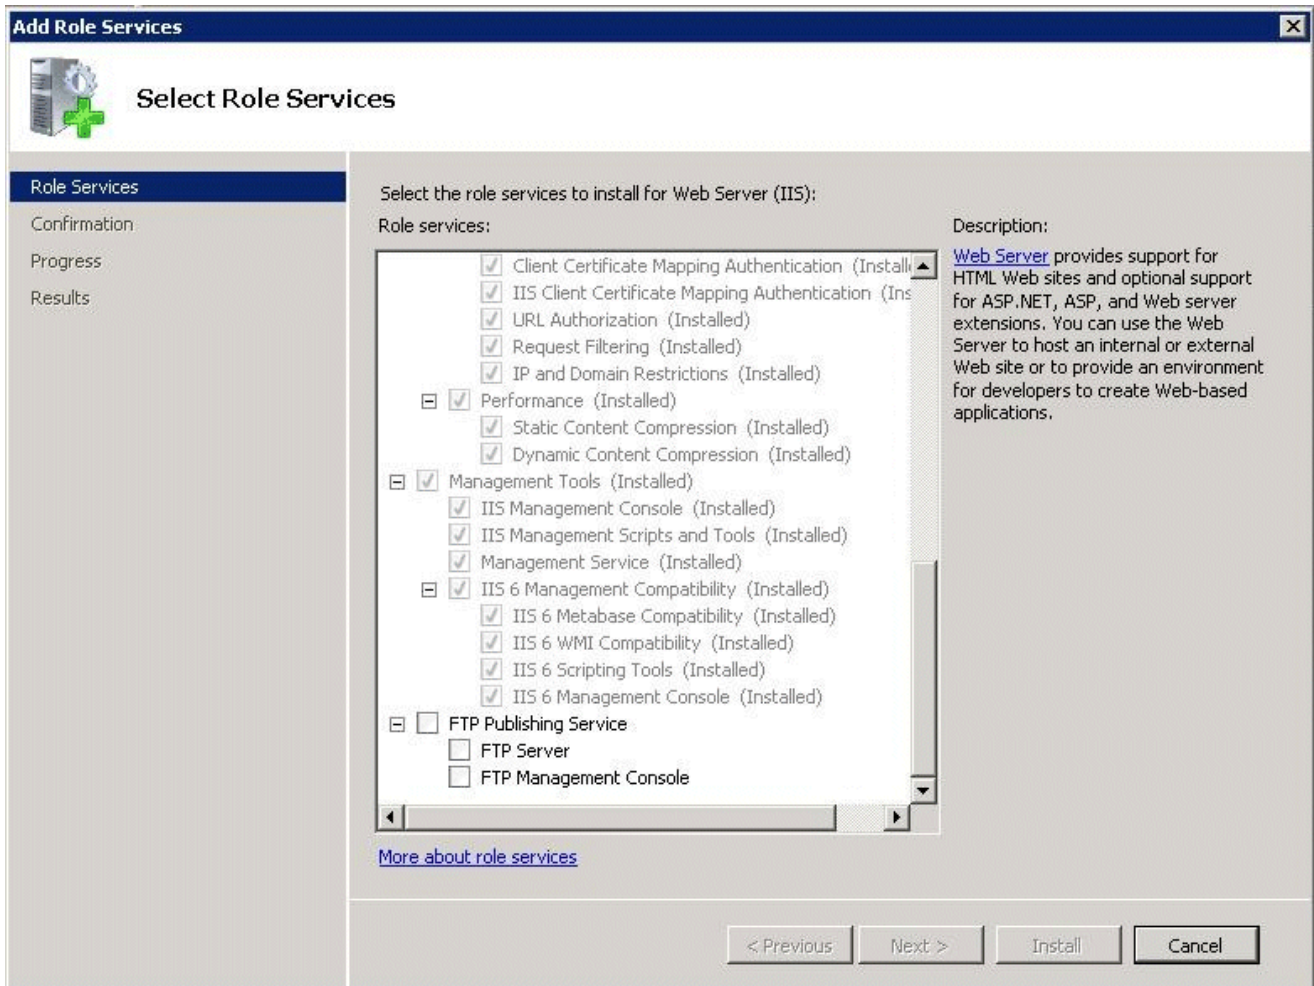 Add Role Services
Select Role Services
Role Services
Confirmation
Progress
Results
Select the role services to install for Web Server (IIS):
Role services:
Client Certificate Mapping Authentication (Install
IIS Client Certificate Mapping Authentication (Ins
URL Authorization (Installed)
Request Filtering (Installed)
IP and Domain Restrictions (Installed)
Performance (Installed)
Static Content Compression (Installed)
Dynamic Content Compression (Installed)
Management Tools (Installed)
IIS Management Console (Installed)
IIS Management Scripts and Tools (Installed)
Management Service (Installed)
IIS 6 Management Compatibility (Installed)
IIS 6 Metabase Compatibility (Installed)
IIS 6 WMI Compatibility (Installed)
IIS 6 Scripting Tools (Installed)
IIS 6 Management Console (Installed)
FTP Publishing Service
FTP Server
FTP Management Console
More about role services
Description:
Web Server provides support for
HTML Web sites and optional support
for ASP.NET, ASP, and Web server
extensions. You can use the Web
Server to host an internal or external
Web site or to provide an environment
for developers to create Web-based
applications.
< Previous
Next >
Install
Cancel